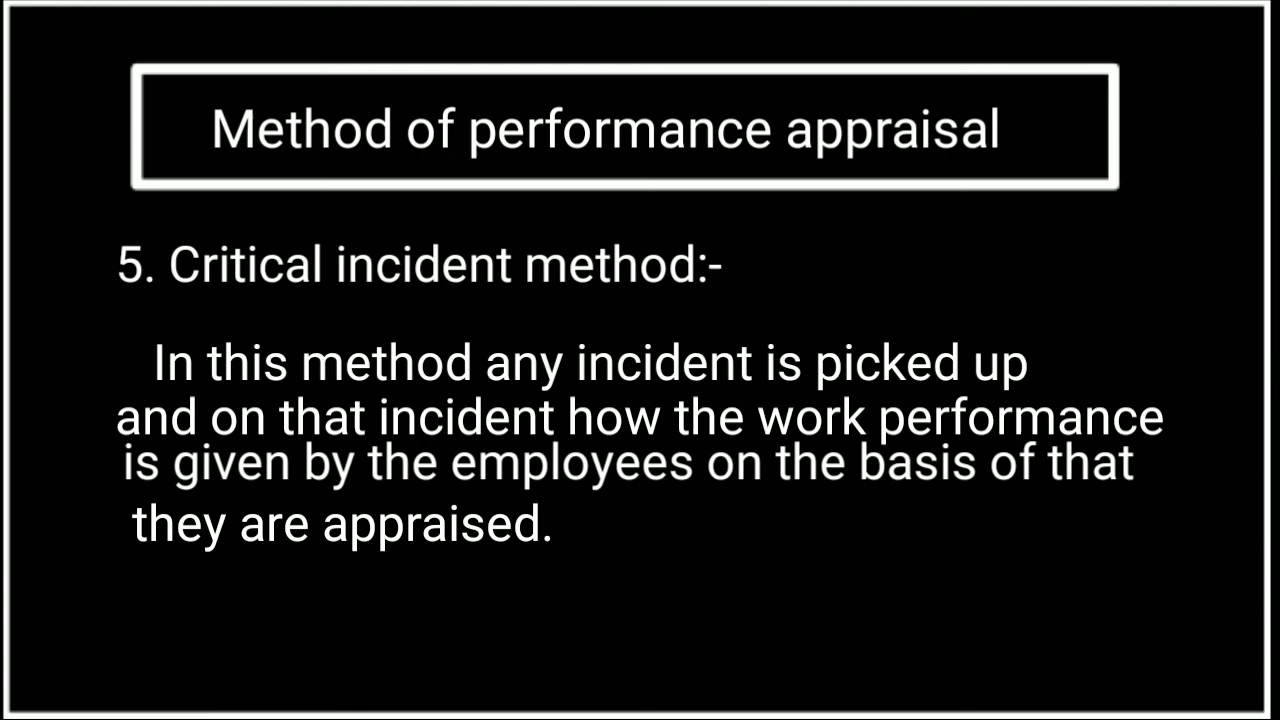 Method of performance appraisal
5. Critical incident method:-
In this method any incident is picked up
and on that incident how the work performance
is given by the employees on the basis of that
they are appraised.